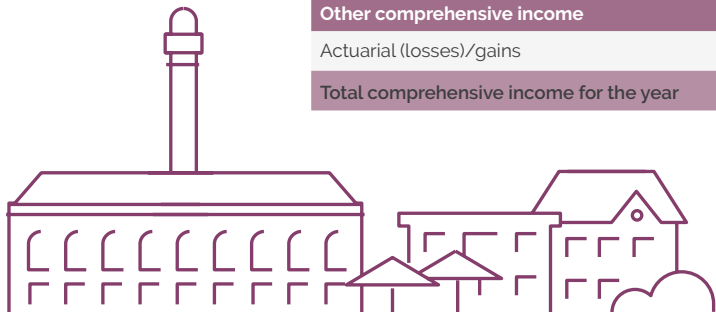 Other comprehensive income
Actuarial (losses)/gains
Total comprehensive income for the year